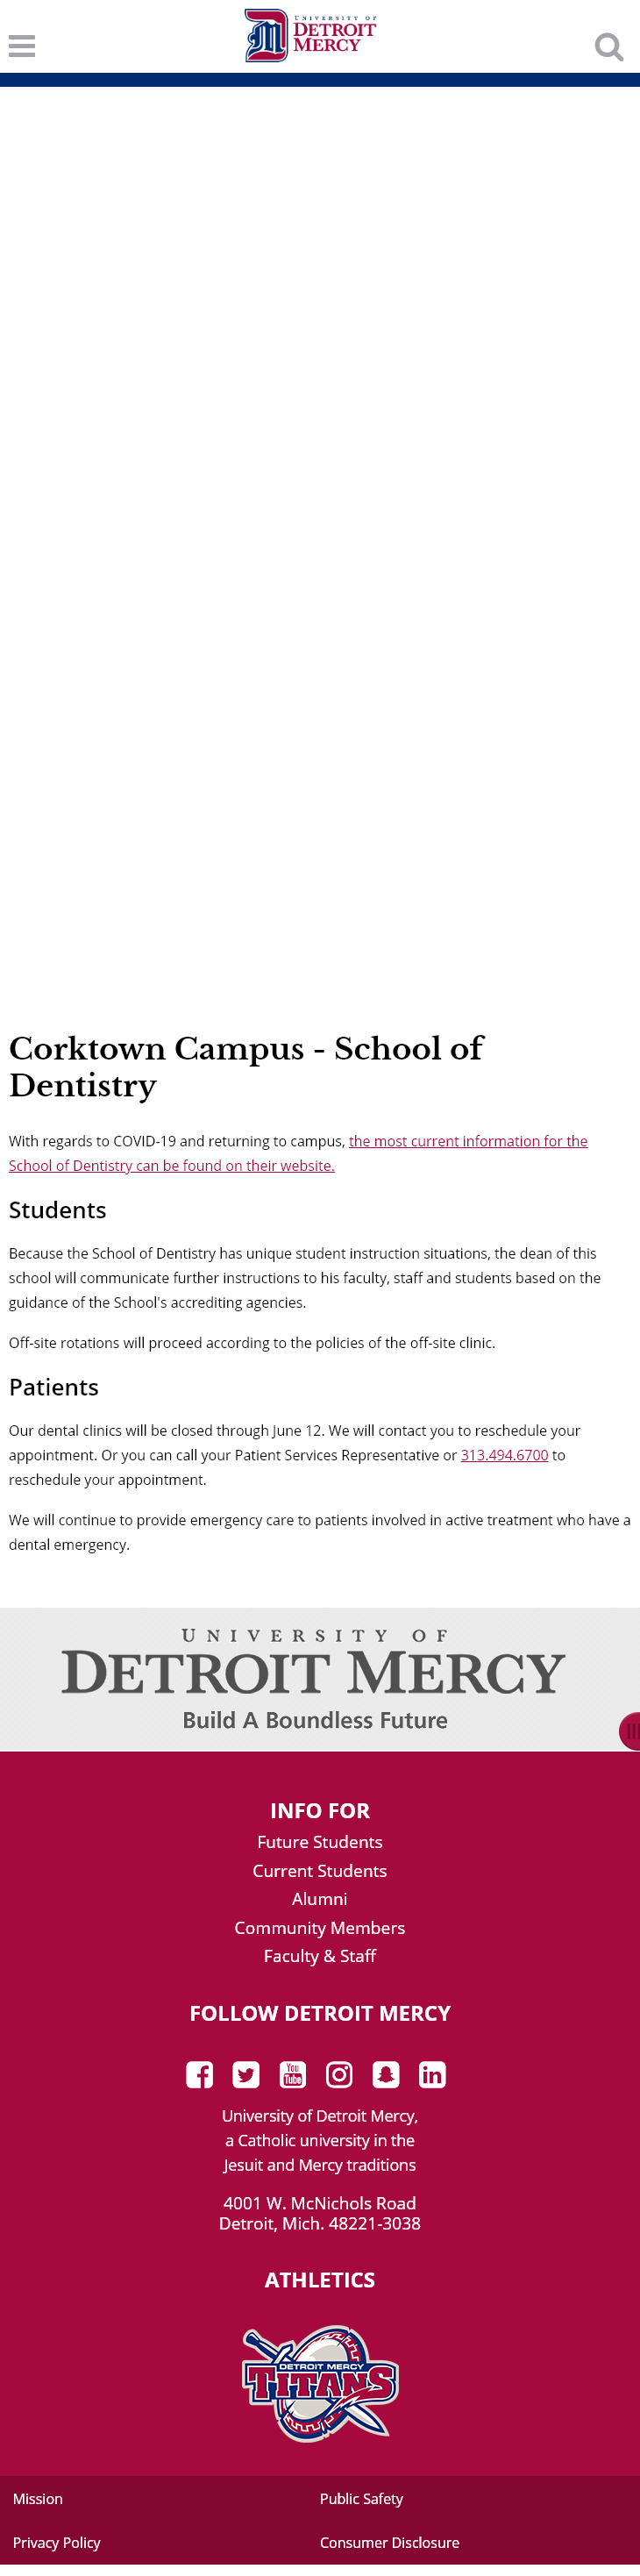 UNIVERSITY OF
DETROIT
MERCY
Corktown Campus - School of
Dentistry
With regards to COVID-19 and returning to campus, the most current information for the
School of Dentistry can be found on their website.
Students
Because the School of Dentistry has unique student instruction situations, the dean of this
school will communicate further instructions to his faculty, staff and students based on the
guidance of the School's accrediting agencies.
Off-site rotations will proceed according to the policies of the off-site clinic.
Patients
Our dental clinics will be closed through June 12. We will contact you to reschedule your
appointment. Or you can call your Patient Services Representative or 313.494.6700 to
reschedule your appointment.
We will continue to provide emergency care to patients involved in active treatment who have a
dental emergency.
UNIVERSITY OF
DETROIT MERCY
Build A Boundless Future
INFO FOR
Future Students
Current Students
Alumni
Community Members
Faculty & Staff
FOLLOW DETROIT MERCY
You
Tube
in
University of Detroit Mercy,
a Catholic university in the
Jesuit and Mercy traditions
4001 W. McNichols Road
Detroit, Mich. 48221-3038
ATHLETICS
DETROIT MERCY
TITANS
Mission Public Safety
Privacy Policy Consumer Disclosure